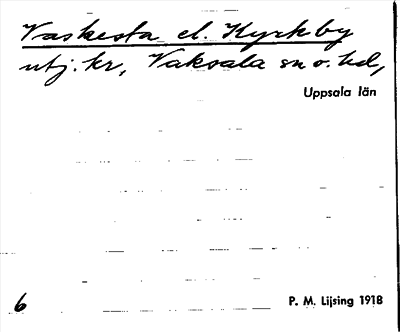 Vaskesta el. Kyrkby
utj. kr, Vaksala sn o. hd,
Uppsala län
6
P. M. Lijsing 1918